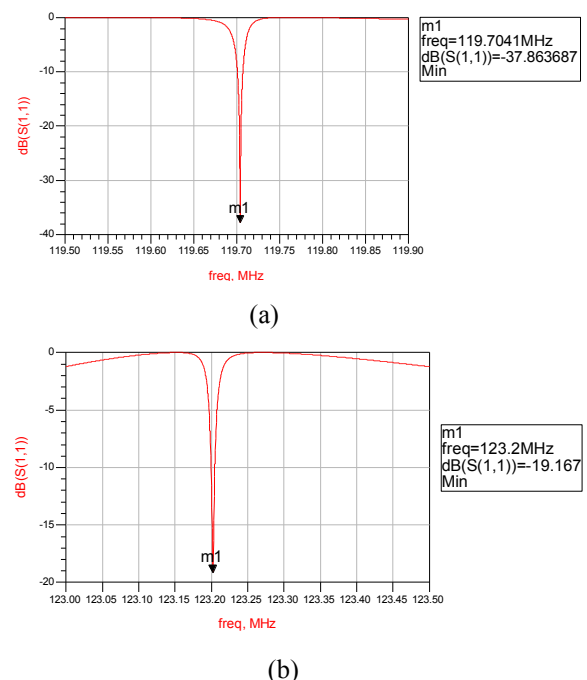 0
-10
-20
-30
-40
dB(S(1,1))
m1
119.50 119.55 119.60 119.65 119.70 119.75 119.80 119.85 119.90
freq, MHz
m1
freq=119.7041MHz
dB(S(1,1))=-37.863687
Min
(a)
0
-5
-10
-15
-20
dB(S(1,1))
m1
123.00 123.05 123.10 123.15 123.20 123.25 123.30 123.35 123.40 123.45 123.50
freq, MHz
m1
freq=123.2MHz
dB(S(1,1))=-19.167
Min
(b)